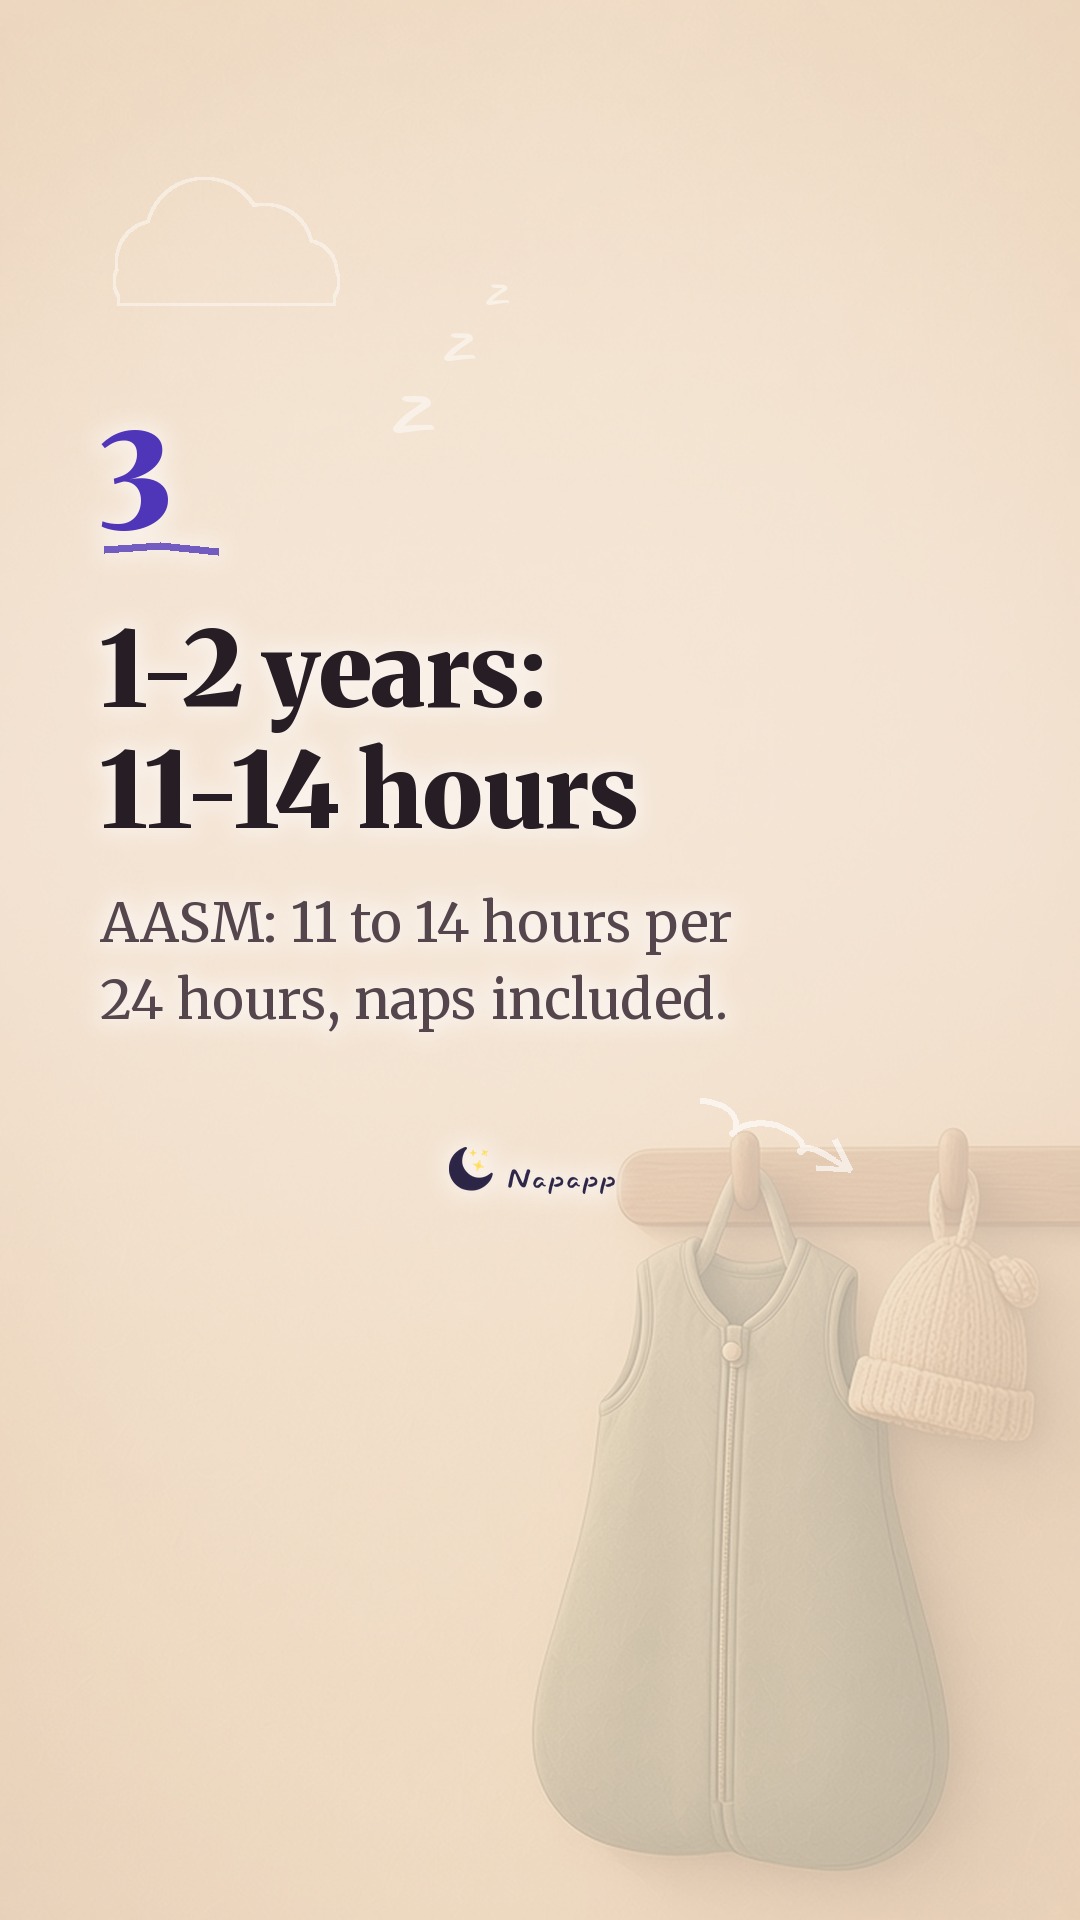 z
z
z
3
1–2 years:
11–14 hours
AASM: 11 to 14 hours per
24 hours, naps included.
Napapp